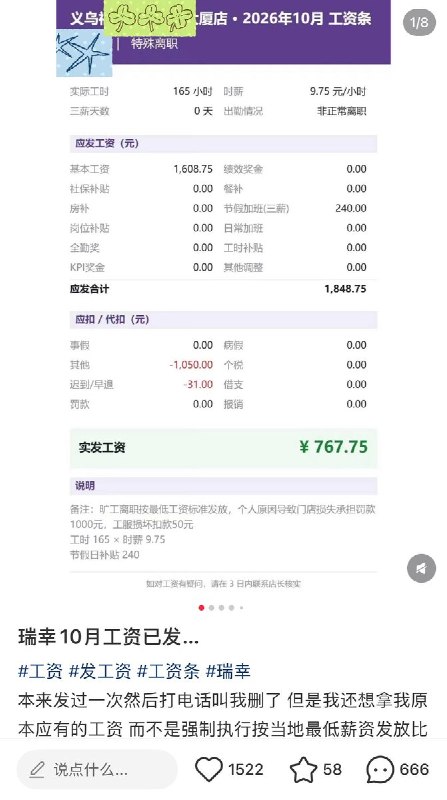 义乌
大厦店 • 2026年10月 工资条
1/8
| 特殊离职
实际工时 165 小时 时薪 9.75 元/小时
三薪天数 0 天 出勤情况 非正常离职
应发工资（元）
基本工资 1,608.75 绩效奖金 0.00
社保补贴 0.00 餐补 0.00
房补 0.00 节假加班(三薪) 240.00
岗位补贴 0.00 日常加班 0.00
全勤奖 0.00 工时补贴 0.00
KPI奖金 0.00 其他调整 0.00
应发合计 1,848.75
应扣 / 代扣（元）
事假 0.00 病假 0.00
其他 -1,050.00 个税 0.00
迟到/早退 -31.00 借支 0.00
罚款 0.00 报销 0.00
实发工资 ¥ 767.75
说明
备注：旷工离职按最低工资标准发放，个人原因导致门店损失承担罚款
1000元，工服损坏扣款50元
工时 165 × 时薪 9.75
节假日补贴 240
如对工资有疑问，请在 3 日内联系店长核实
瑞幸10月工资已发...
#工资 #发工资 #工资条 #瑞幸
本来发过一次然后打电话叫我删了 但是我还想拿我原
本应有的工资 而不是强制执行按当地最低薪资发放比
说点什么... 1522 58 666